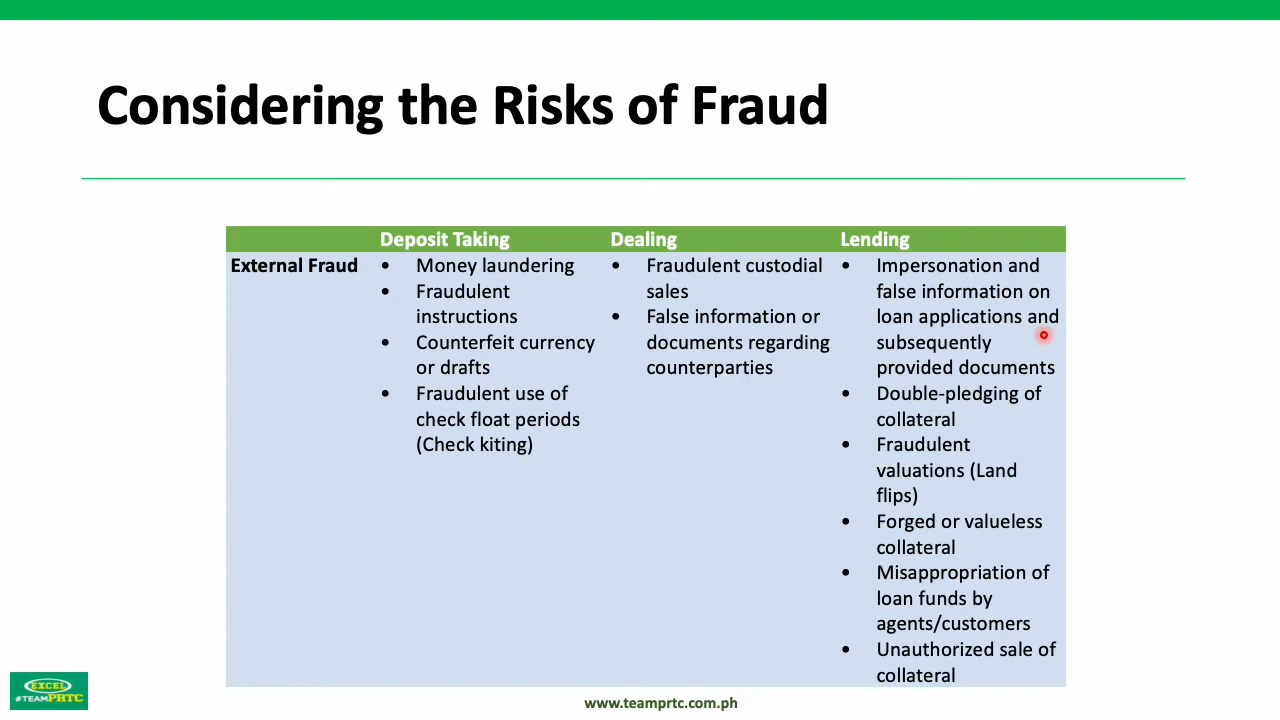 Considering the Risks of Fraud
Deposit Taking
Dealing
Lending
External Fraud
• Money laundering
• Fraudulent
instructions
• Counterfeit currency
or drafts
• Fraudulent use of
check float periods
(Check kiting)
• Fraudulent custodial
sales
• False information or
documents regarding
counterparties
• Impersonation and
false information on
loan applications and
subsequently
provided documents
• Double-pledging of
collateral
• Fraudulent
valuations (Land
flips)
• Forged or valueless
collateral
• Misappropriation of
loan funds by
agents/customers
• Unauthorized sale of
collateral
EXCEL
#TEAMPRTC
www.teamprtc.com.ph